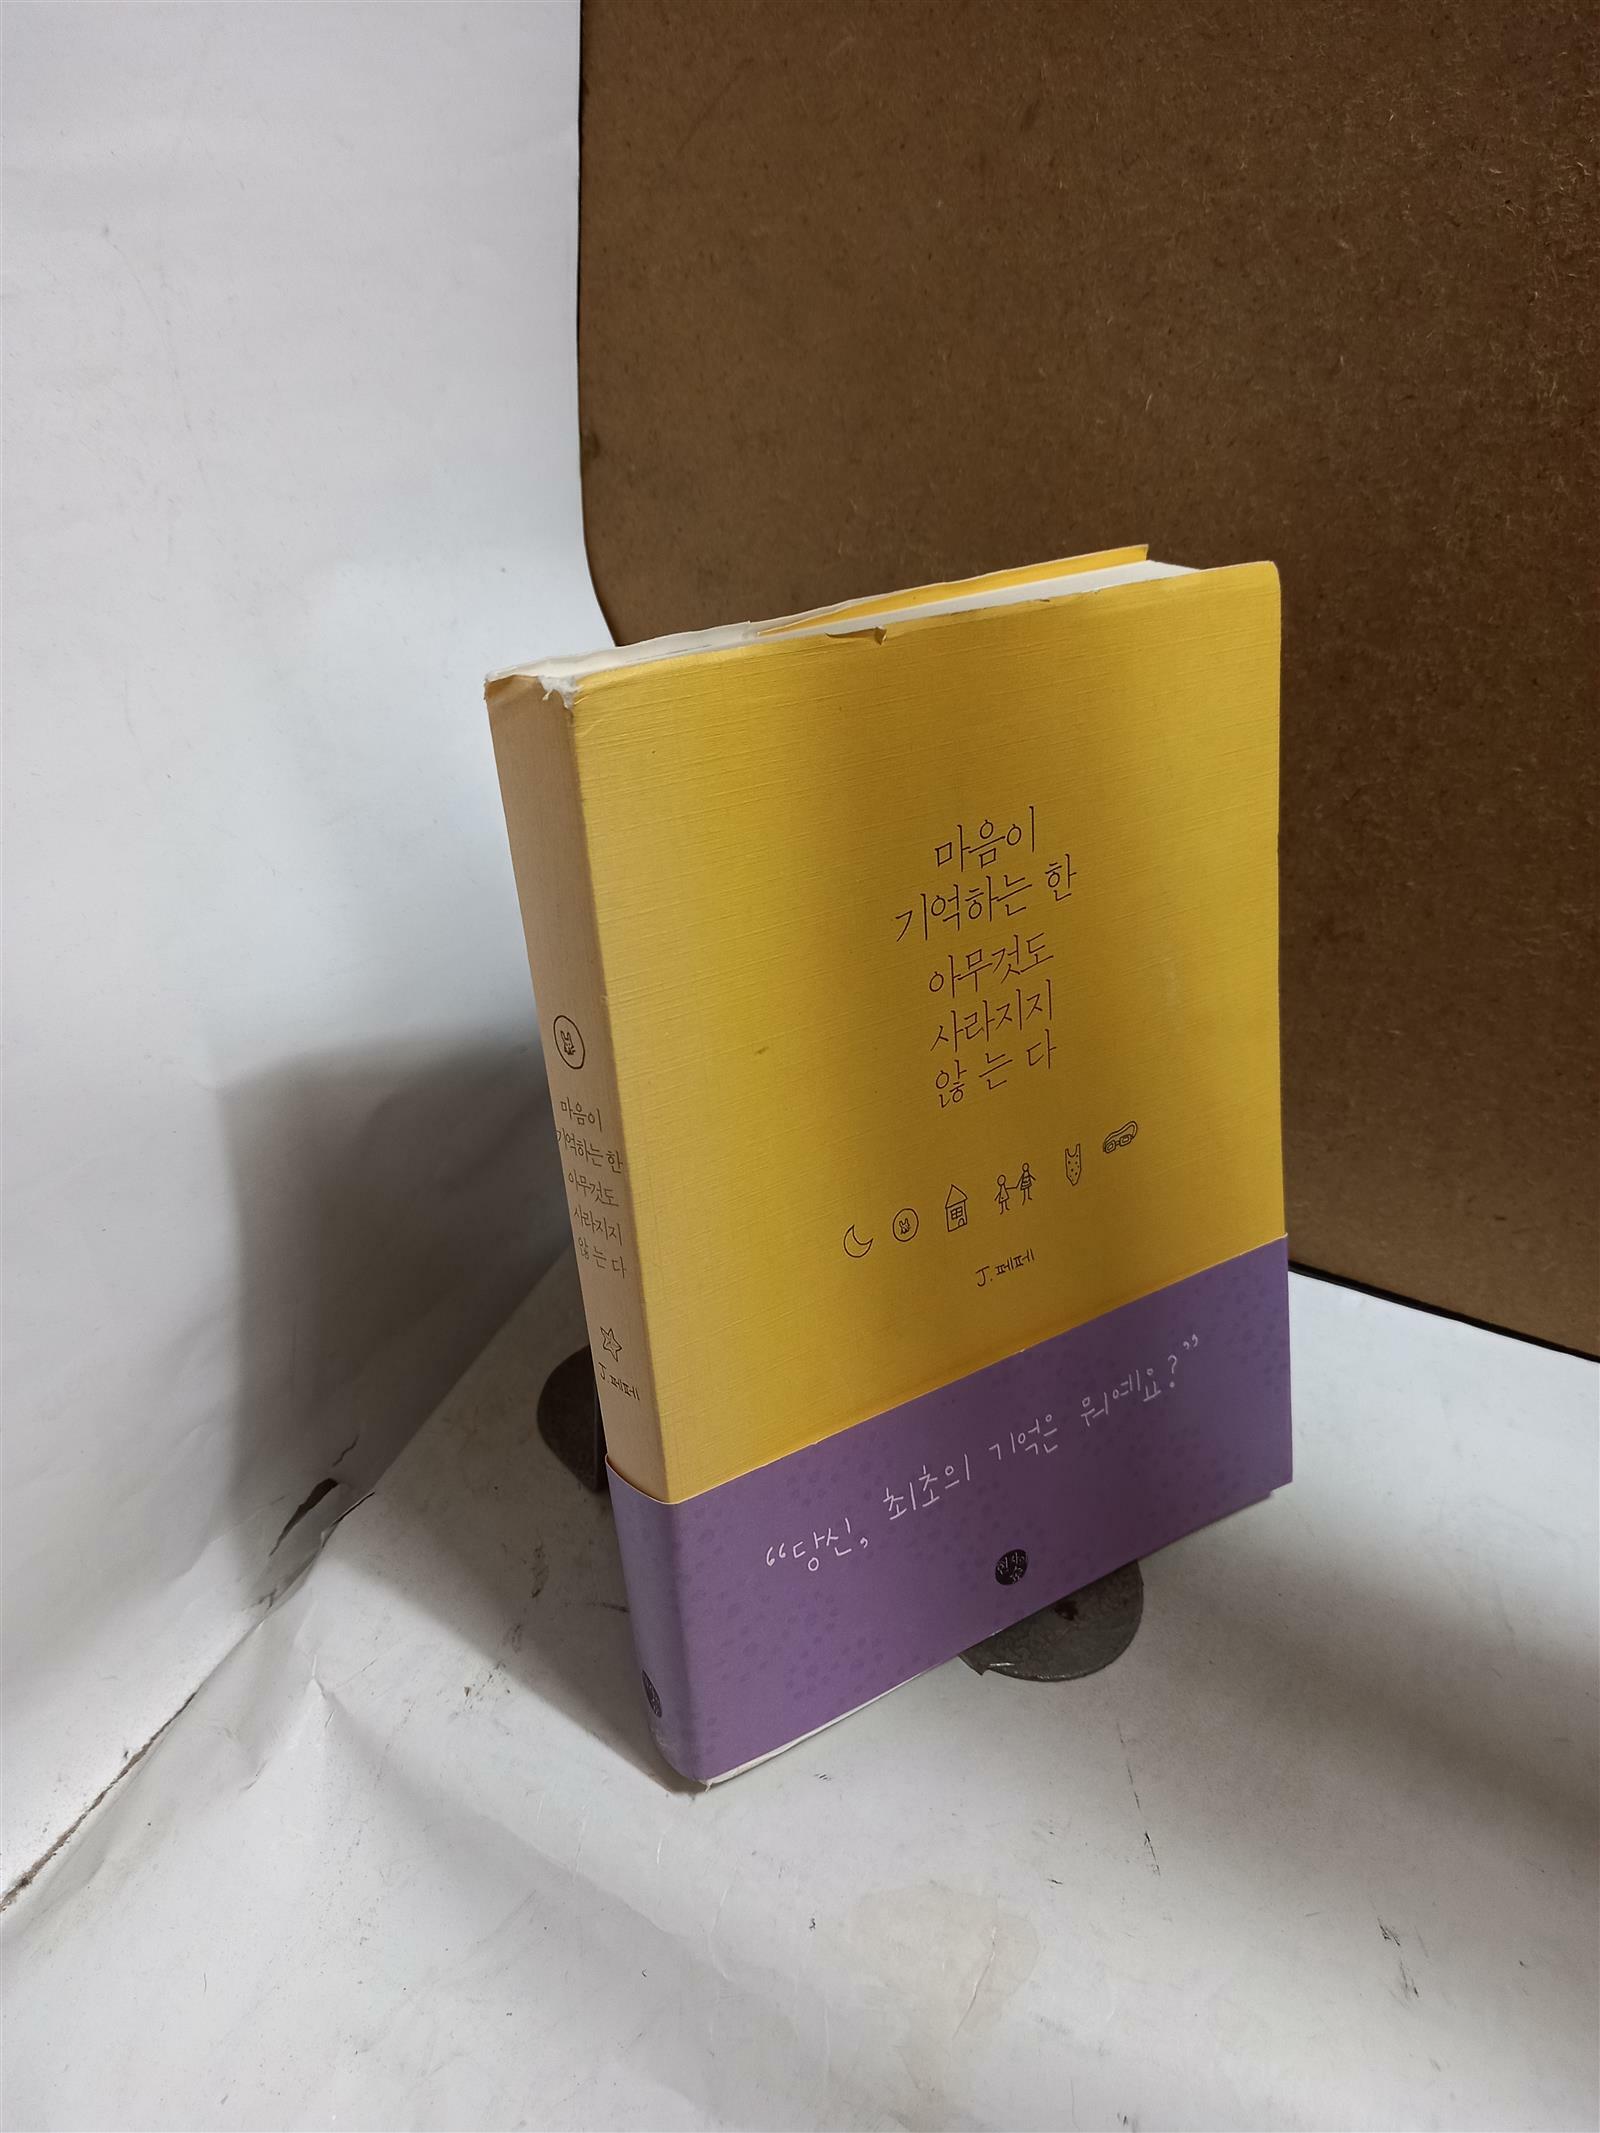 마음이
기억하는 한
아무것도
사라지지
않는다
J. 페페
"당신, 최초의 기억은 뭐예요?"
마음이
기억하는 한
아무것도
사라지지
않는다
J. 페페